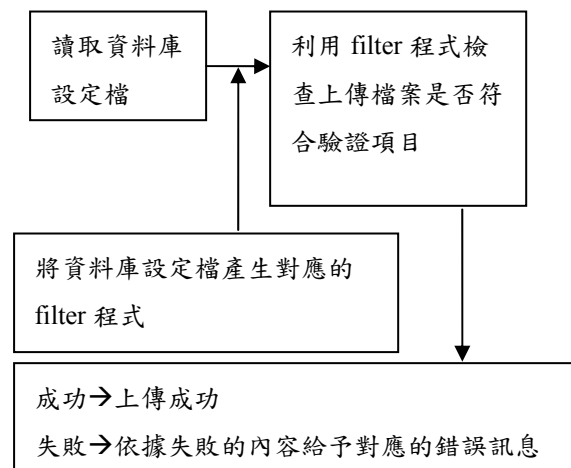 讀取資料庫
設定檔
利用 filter 程式檢
查上傳檔案是否符
合驗證項目
將資料庫設定檔產生對應的
filter 程式
成功→上傳成功
失敗→依據失敗的內容給予對應的錯誤訊息